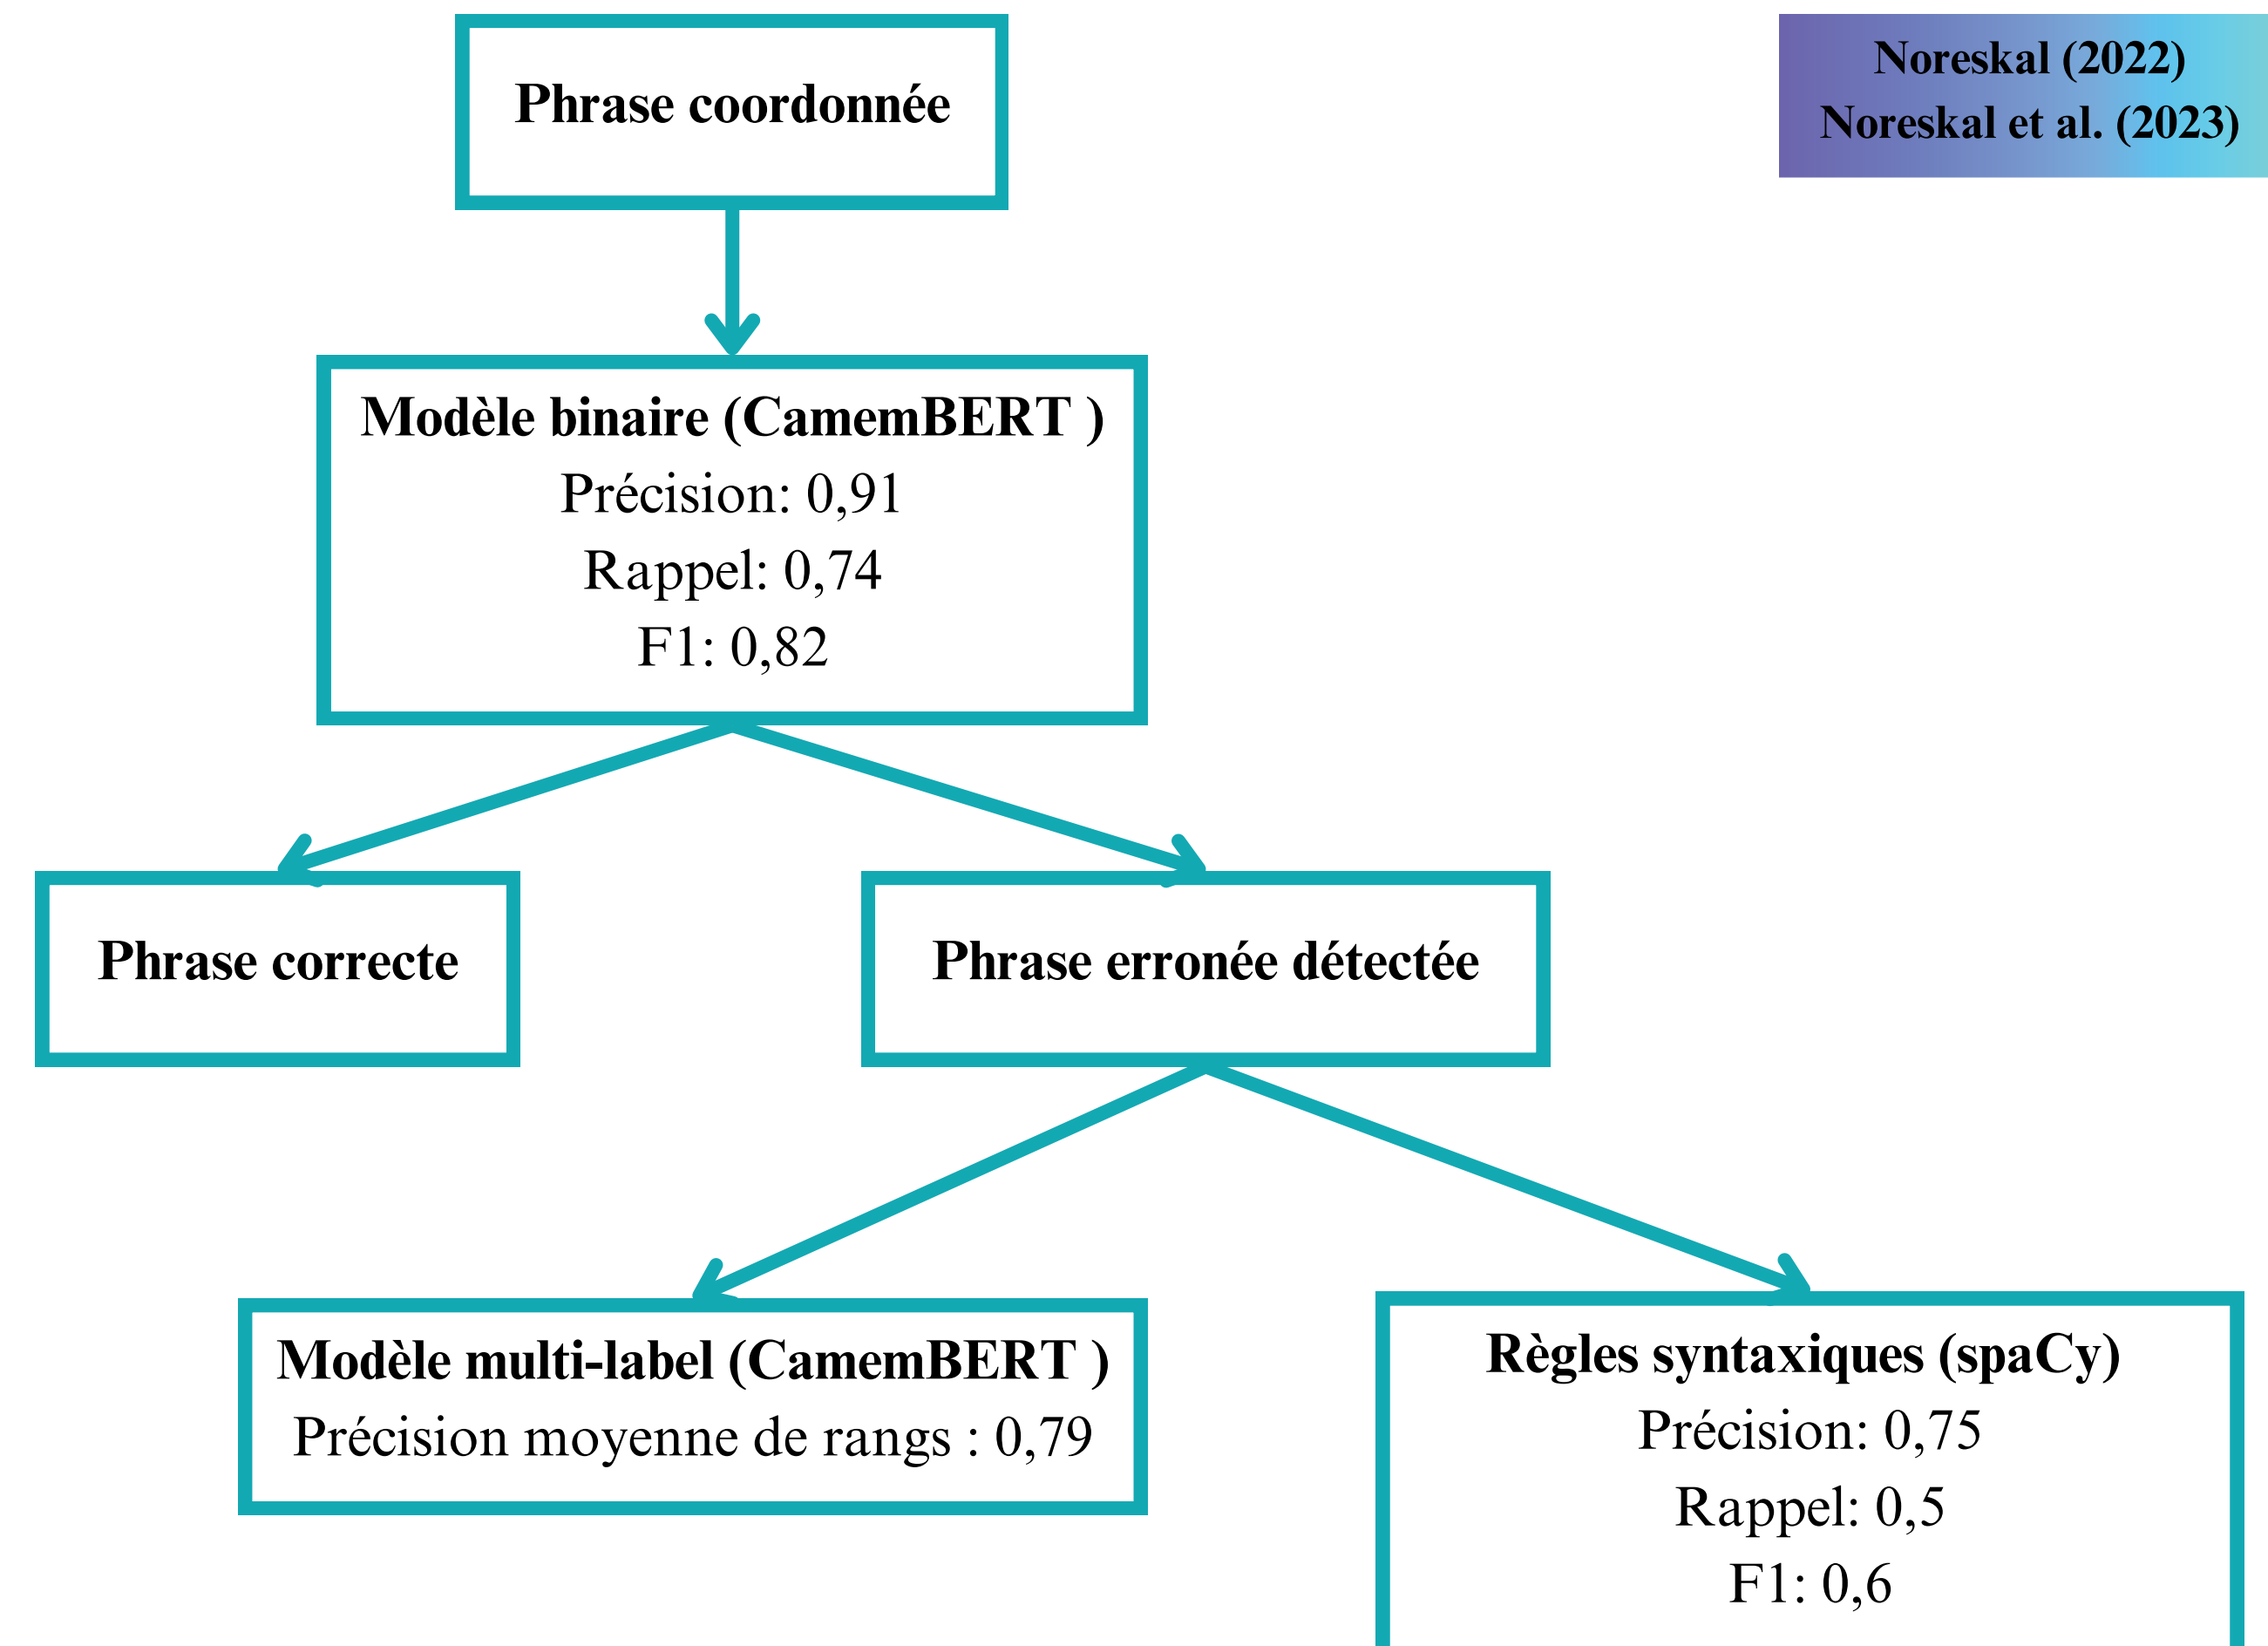 Phrase coordonnée
Noreskal (2022)
Noreskal et al. (2023)
Modèle binaire (CamemBERT )
Précision: 0,91
Rappel: 0,74
F1: 0,82
Phrase correcte
Phrase erronée détectée
Modèle multi-label (CamemBERT )
Précision moyenne de rangs : 0,79
Règles syntaxiques (spaCy)
Précision: 0,75
Rappel: 0,5
F1: 0,6